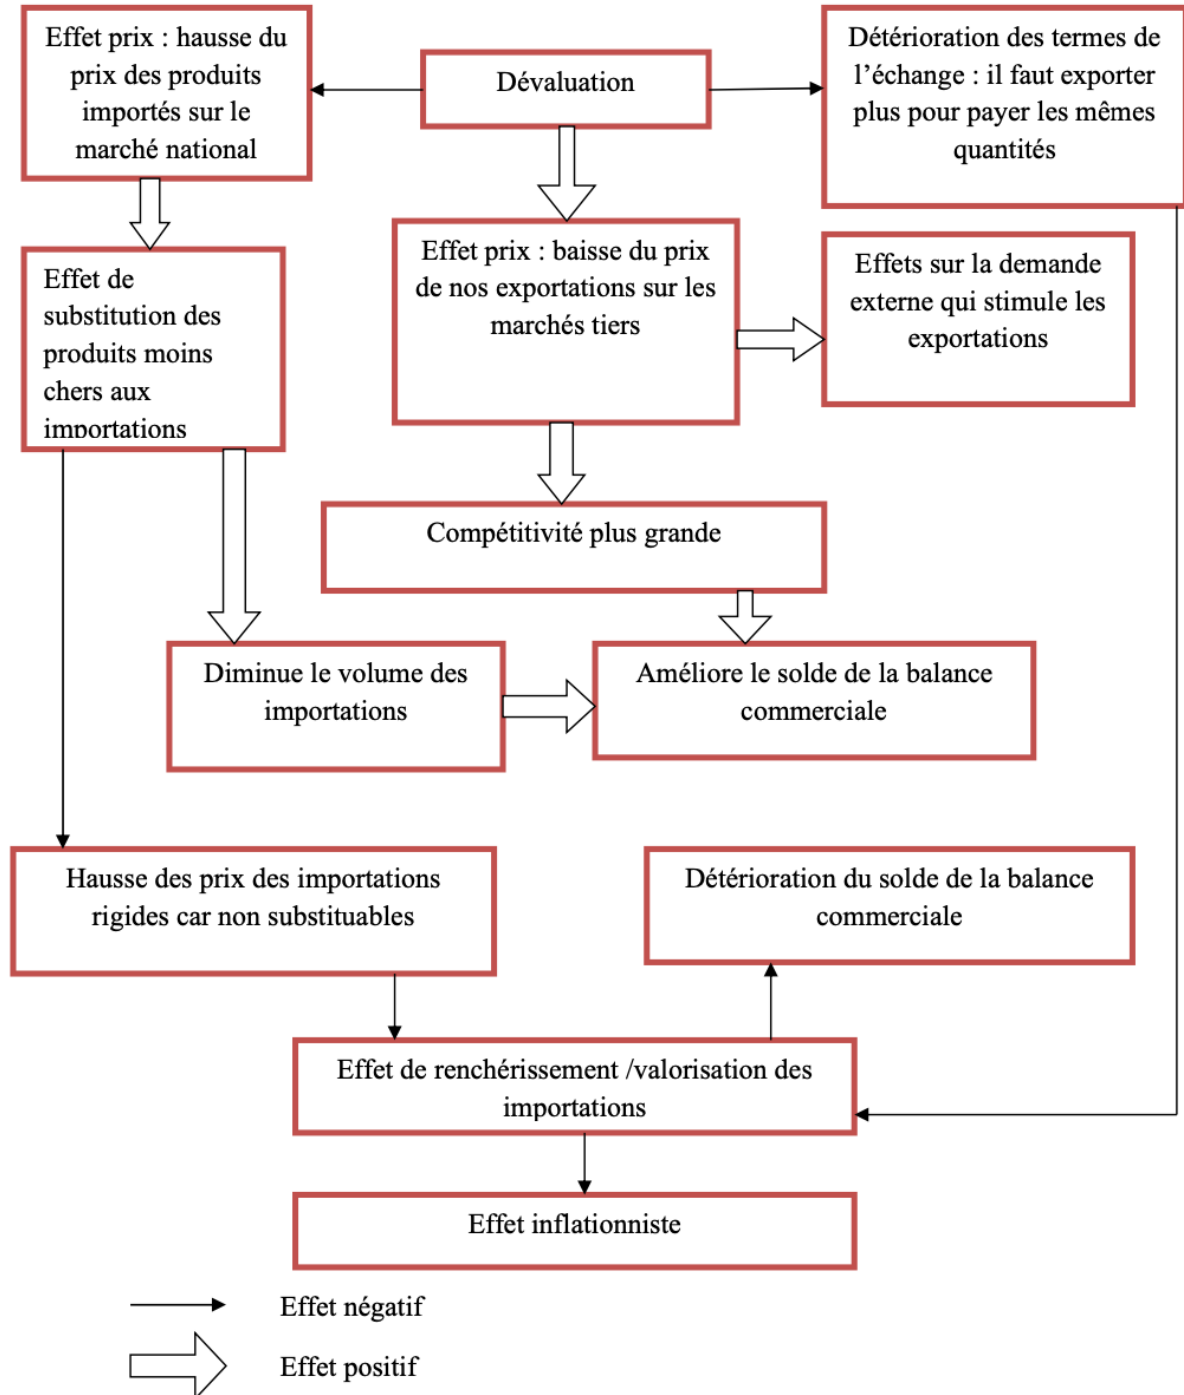 Effet prix : hausse du
prix des produits
importés sur le
marché national
Dévaluation
Détérioration des termes de
l’échange : il faut exporter
plus pour payer les mêmes
quantités
Effet de
substitution des
produits moins
chers aux
importations
Effet prix : baisse du prix
de nos exportations sur les
marchés tiers
Effets sur la demande
externe qui stimule les
exportations
Compétitivité plus grande
Diminue le volume des
importations
Améliore le solde de la balance
commerciale
Hausse des prix des importations
rigides car non substituables
Détérioration du solde de la balance
commerciale
Effet de renchérissement /valorisation des
importations
Effet inflationniste
Effet négatif
Effet positif